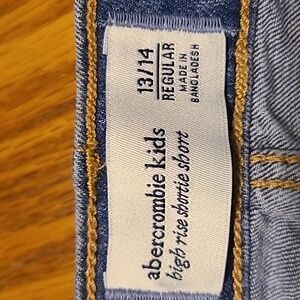 abercrombie kids
high rise shortie short
13/14
REGULAR
MADE IN
BANGLADESH